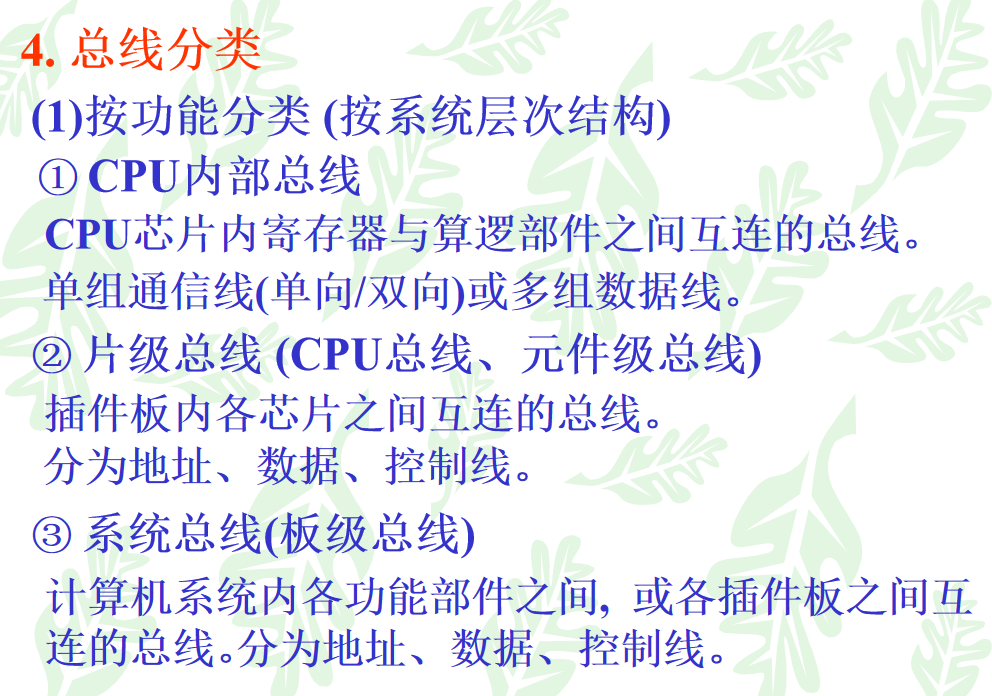 4. 总线分类
(1)按功能分类 (按系统层次结构)
① CPU内部总线
CPU芯片内寄存器与算逻部件之间互连的总线。
单组通信线(单向/双向)或多组数据线。
② 片级总线 (CPU总线、元件级总线)
插件板内各芯片之间互连的总线。
分为地址、数据、控制线。
③ 系统总线(板级总线)
计算机系统内各功能部件之间, 或各插件板之间互
连的总线。分为地址、数据、控制线。